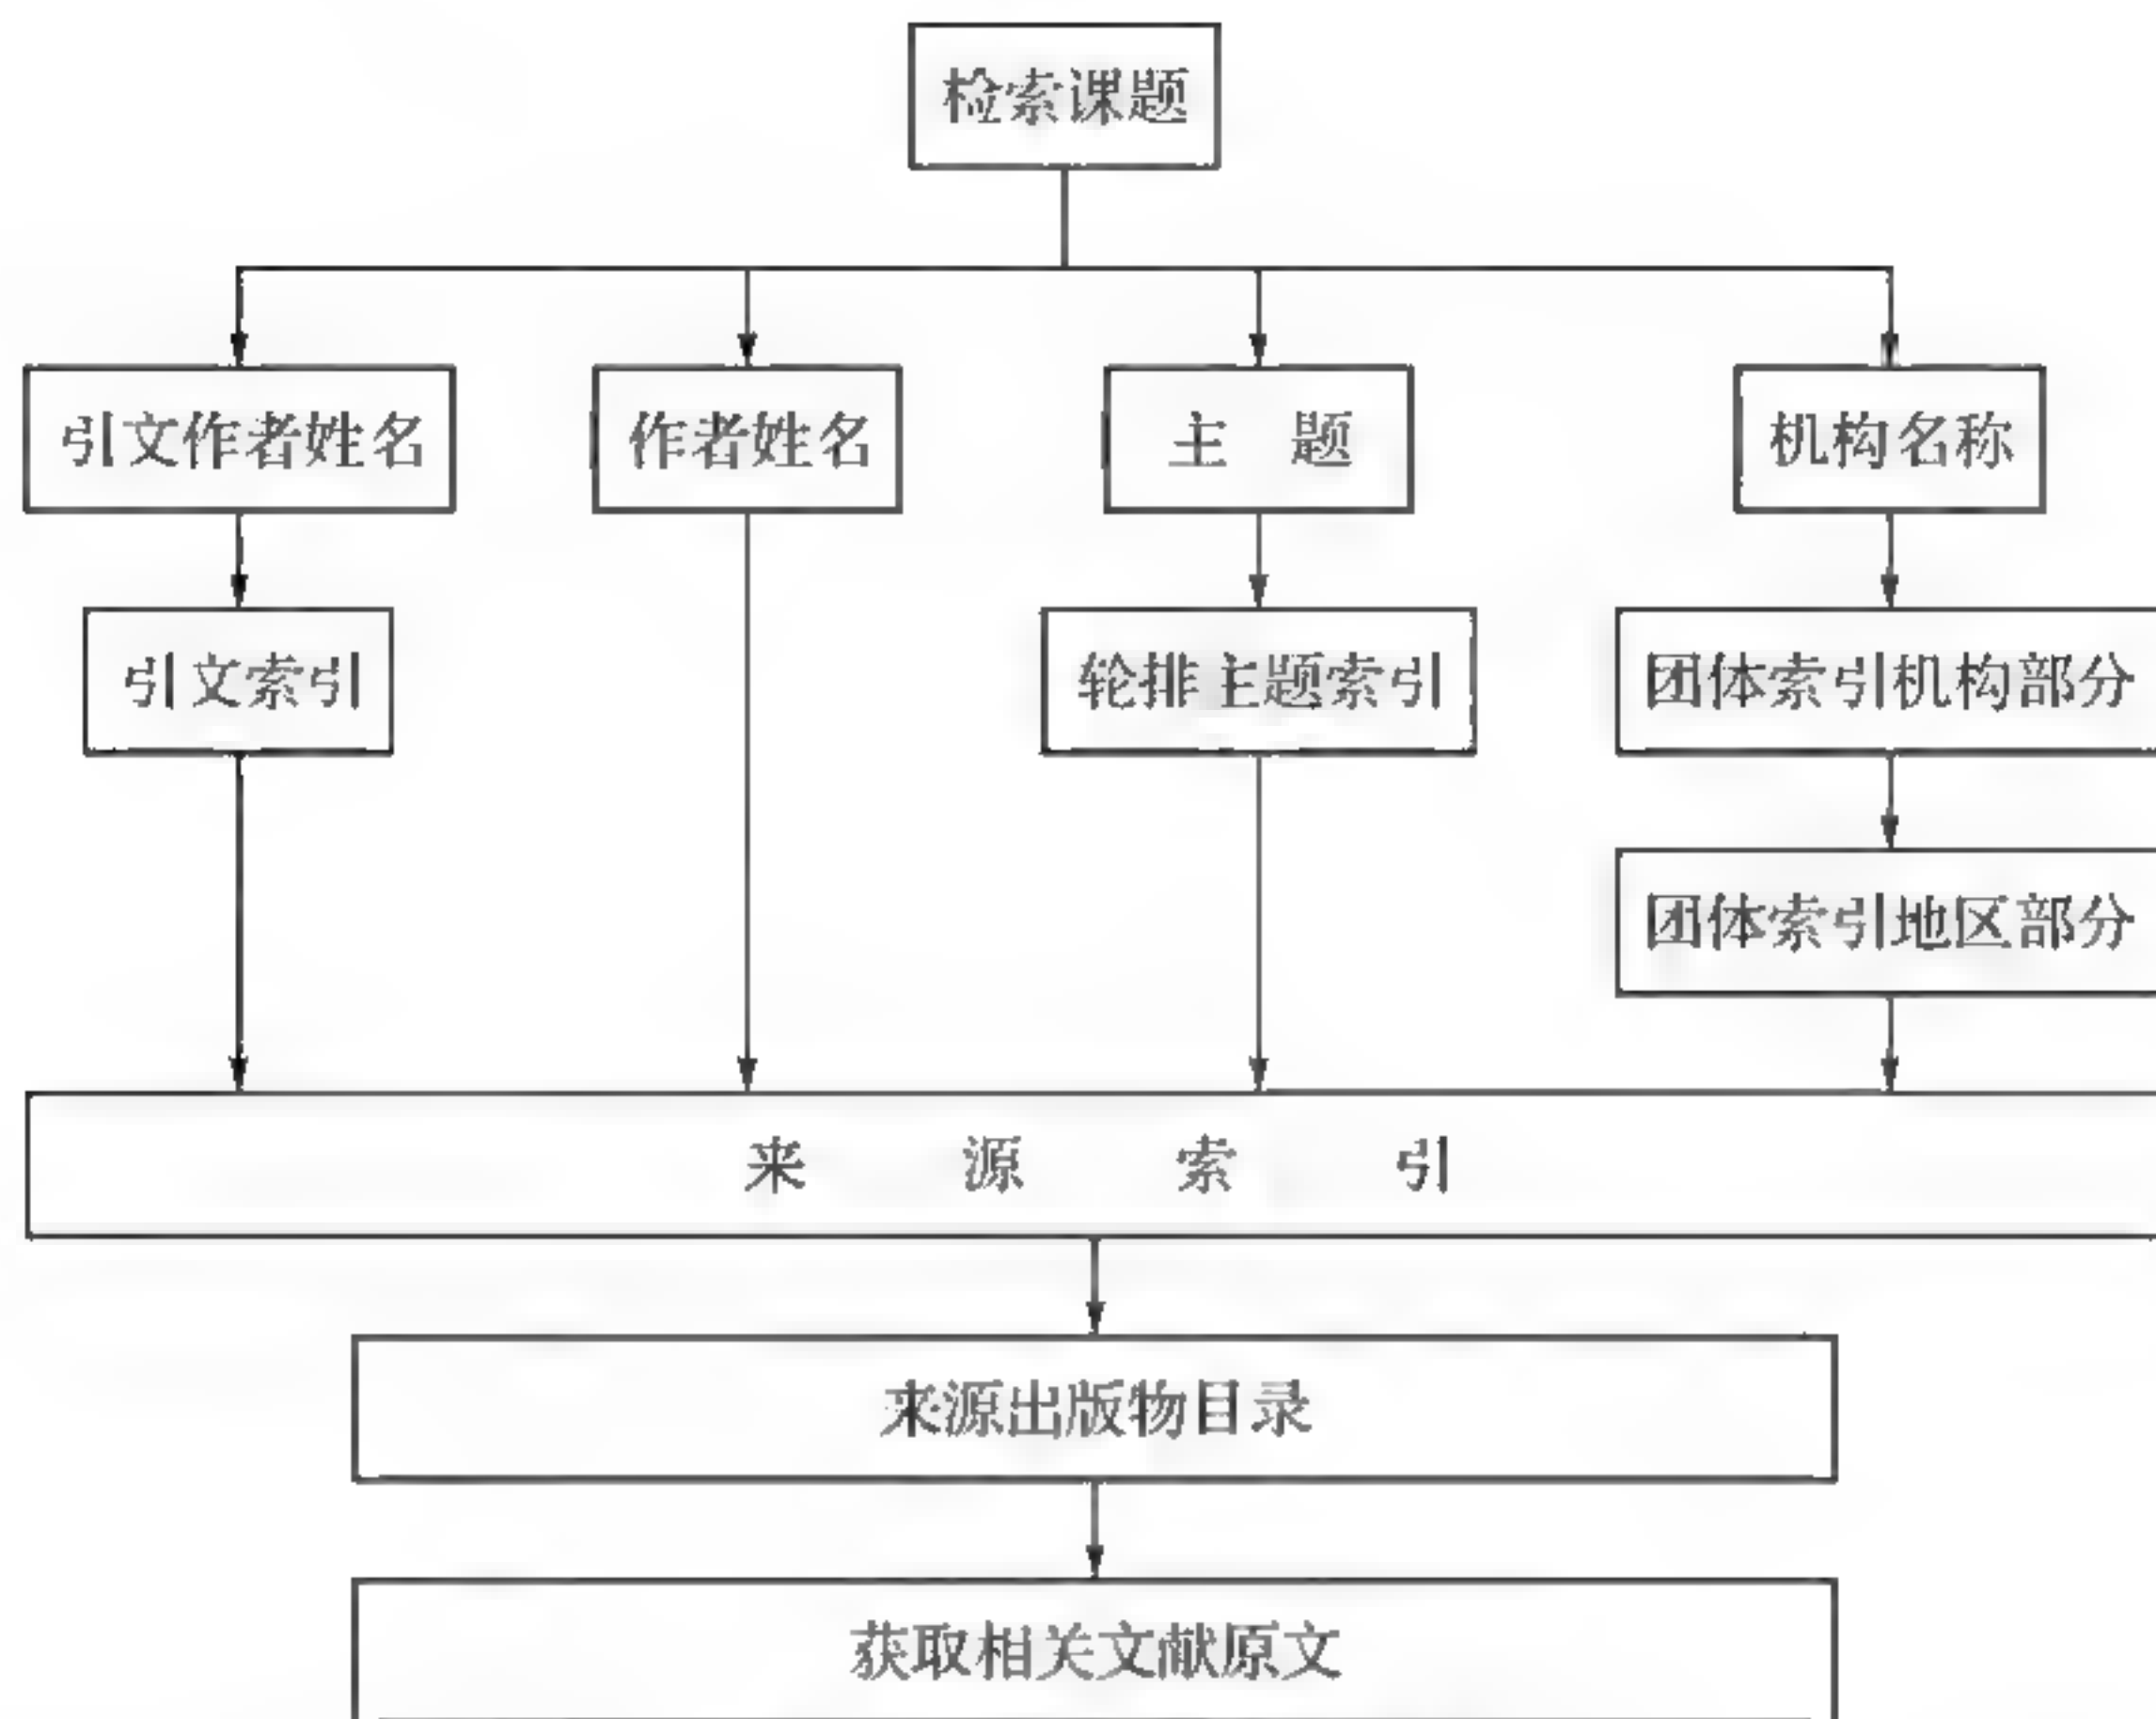 检索课题
引文作者姓名
作者姓名
主 题
机构名称
引文索引
轮排主题索引
团体索引机构部分
团体索引地区部分
来 源 索 引
来源出版物目录
获取相关文献原文